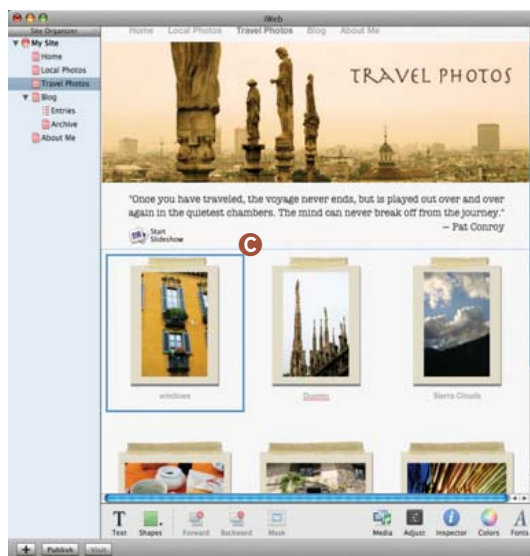 iWeb
Site Organizer
Home Local Photos Travel Photos Blog About Me
My Site
Home
Local Photos
Travel Photos
Blog
Entries
Archive
About Me
TRAVEL PHOTOS
"Once you have traveled, the voyage never ends, but is played out over and over
again in the quietest chambers. The mind can never break off from the journey."
– Pat Conroy
Start
Slideshow
C
windows
Duomo
Sierra Clouds
Text Shapes Forward Backward Mask Media Adjust Inspector Colors Fonts
+ Publish Visit